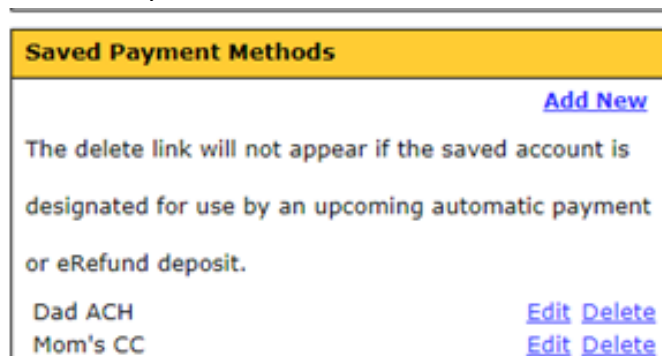 Saved Payment Methods
Add New
The delete link will not appear if the saved account is
designated for use by an upcoming automatic payment
or eRefund deposit.
Dad ACH Edit Delete
Mom's CC Edit Delete